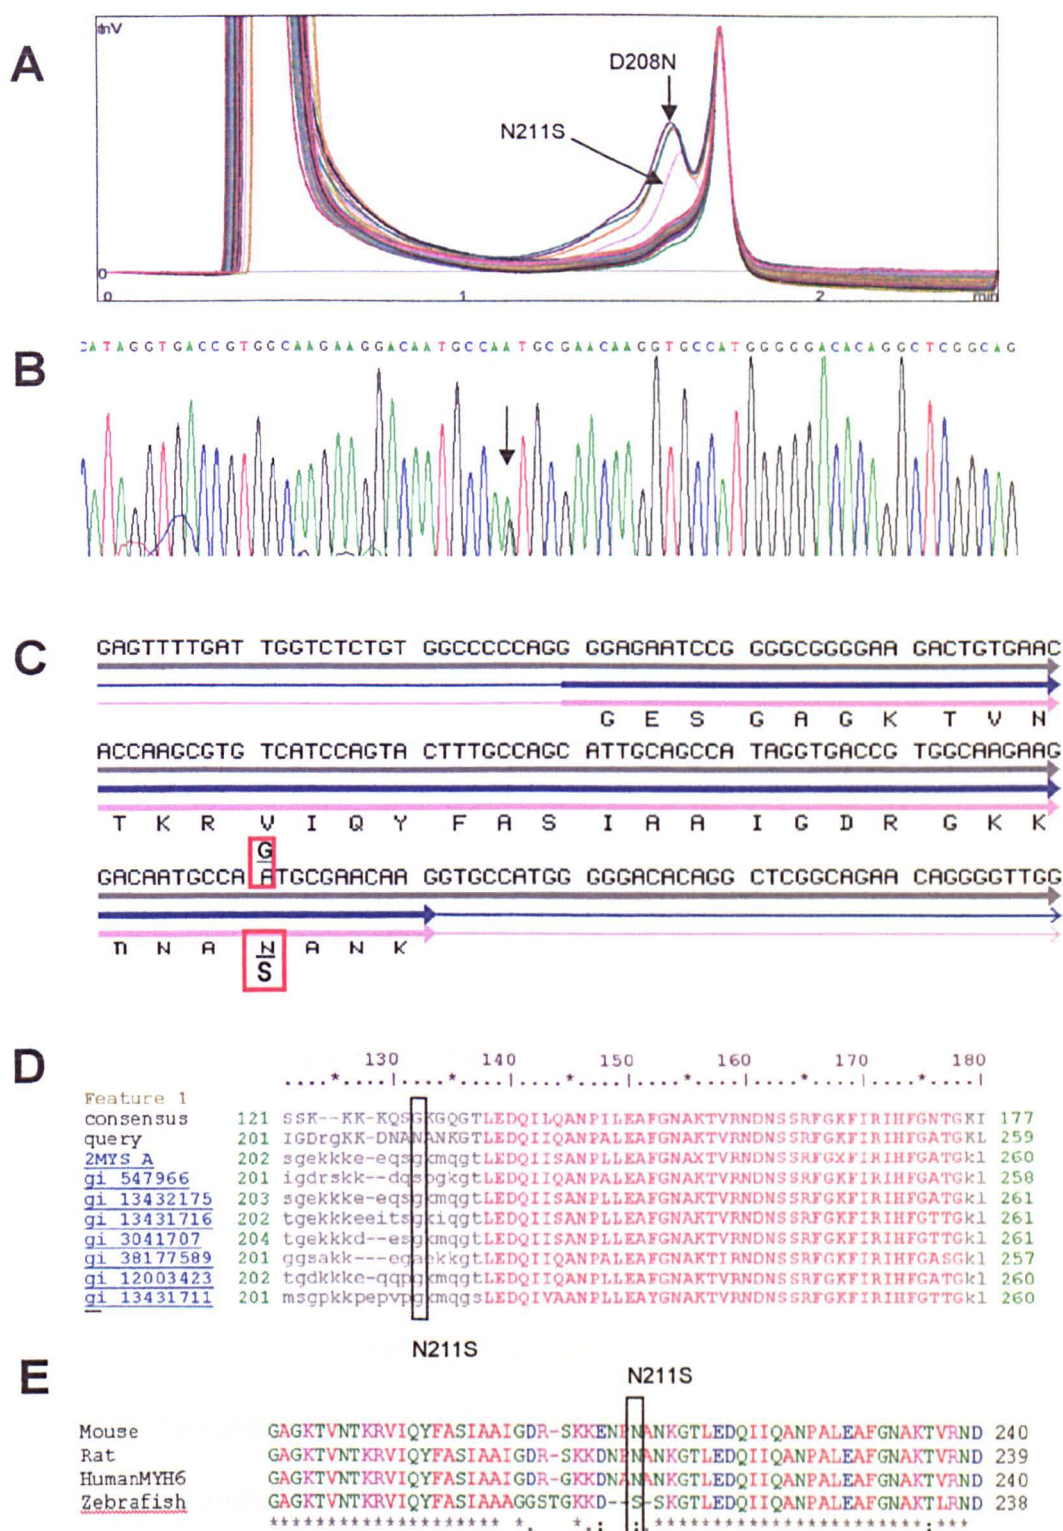 A
mV
D208N
N211S
0
0 1 2 min
B
CATAGGTGACCGTGGCAAGAAGGACAATGCCAATGCGAACAAGGTGCCATGGGGGACACAGGCTCGGCAG
C
GAGTTTTGAT TGGTCTCTGT GGCCCCCAGG GGAGAATCCG GGGCGGGGAA GACTGTGAAC
G E S G A G K T V N
ACCAAGCGTG TCATCCAGTA CTTTGCCAGC ATTGCAGCCA TAGGTGACCG TGGCAAGAAG
T K R V I Q Y F A S I A A I G D R G K K
G
GACAATGCCA ATGCGAACAA GGTGCCATGG GGGACACAGG CTCGGCAGAA CAGGGGTTGG
D N A N A N K
S
D
130 140 150 160 170 180
....*....|....*....|....*....|....*....|....*....|....*....|
Feature 1
consensus 121 SSK--KK-KQSGKGQGTLEDQILQANPILEAFGNAKTVRNDNSSRFGKFIRIHFGNTGKI 177
query 201 IGDrgKK-DNANANKGTLEDQIIQANPALEAFGNAKTVRNDNSSRFGKFIRIHFGATGKL 259
2MYS_A 202 sgekkke-eqsgkmqgtLEDQIISANPLLEAFGNAXTVRNDNSSRFGXFIRIHFGTTGkl 260
gi 547966 201 igdrskk--dqspgkgtLEDQIIQANPALEAFGNAKTVRNDNSSRFGKFIRIHFGATGkl 258
gi 13432175 203 sgekkke-eqsgkmqgtLEDQIISANPLLEAFGNAKTVRNDNSSRFGKFIRIHFGTTGkl 261
gi 13431716 202 tgekkkeeitsgkiqgtLEDQIISANPLLEAFGNAKTVRNDNSSRFGKFIRIHFGTTGkl 261
gi 3041707 204 tgekkkd--esgkmqgtLEDQIISANPLLEAFGNAKTVRNDNSSRFGKFIRIHFGTTGkl 261
gi 38177589 201 ggsakk---egaekkgtLEDQIIQANPALEAFGNAKTIRNDNSSRFGKFIRIHFGASGkl 257
gi 12003423 202 tgdkkke-qqpgkmqgtLEDQIIQANPLLEAFGNAKTVRNDNSSRFGKFIRIHFGATGkl 260
gi 13431711 201 msgpkkpepvpgkmqgsLEDQIVAANPLLEAYGNAKTVRNDNSSRFGKFIRIHFGTTGkl 260
N211S
E
N211S
Mouse GAGKTVNTKRVIQYFASIAAIGDR-SKKENPNANKGTLEDQIIQANPALEAFGNAKTVRND 240
Rat GAGKTVNTKRVIQYFASIAAIGDR-SKKDNPNANKGTLEDQIIQANPALEAFGNAKTVRND 239
HumanMYH6 GAGKTVNTKRVIQYFASIAAIGDR-GKKDNANANKGTLEDQIIQANPALEAFGNAKTVRND 240
Zebrafish GAGKTVNTKRVIQYFASIAAAGGSTGKKD--S-SKGTLEDQIIQANPALEAFGNAKTLRND 238